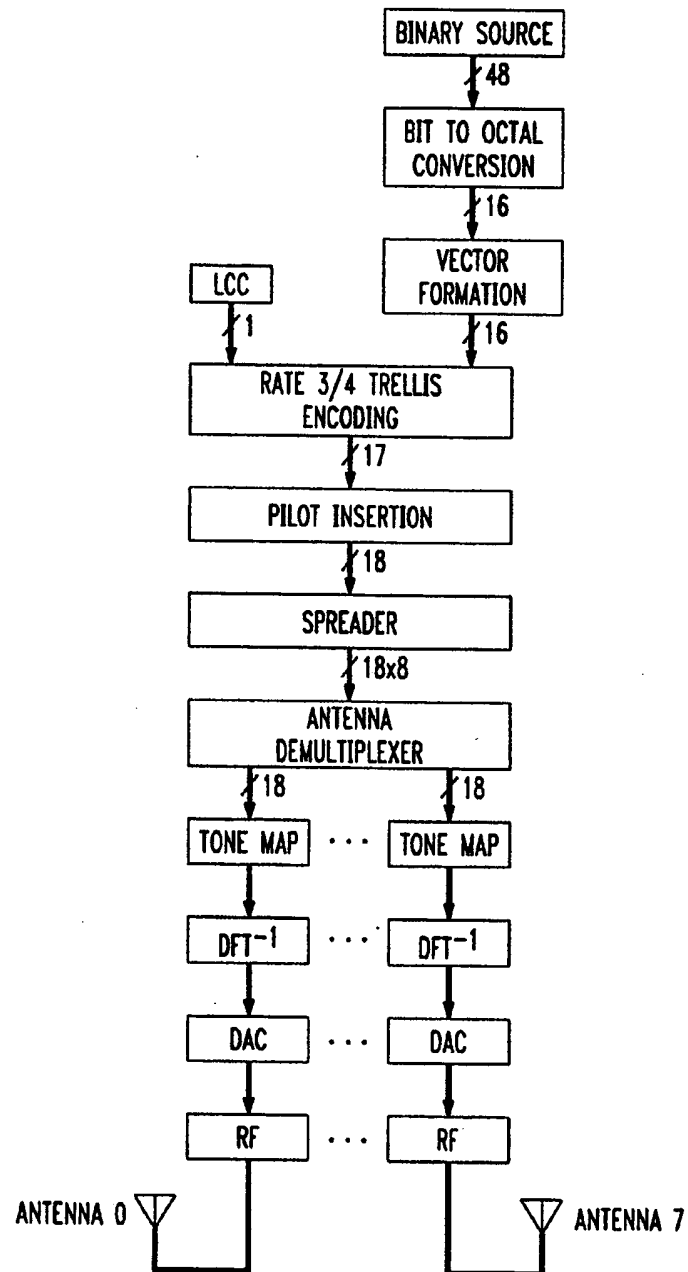 BINARY SOURCE
48
BIT TO OCTAL
CONVERSION
16
VECTOR
FORMATION
LCC
1
16
RATE 3/4 TRELLIS
ENCODING
17
PILOT INSERTION
18
SPREADER
18x8
ANTENNA
DEMULTIPLEXER
18 18
TONE MAP ... TONE MAP
DFT⁻¹ ... DFT⁻¹
DAC ... DAC
RF ... RF
ANTENNA 0 ANTENNA 7